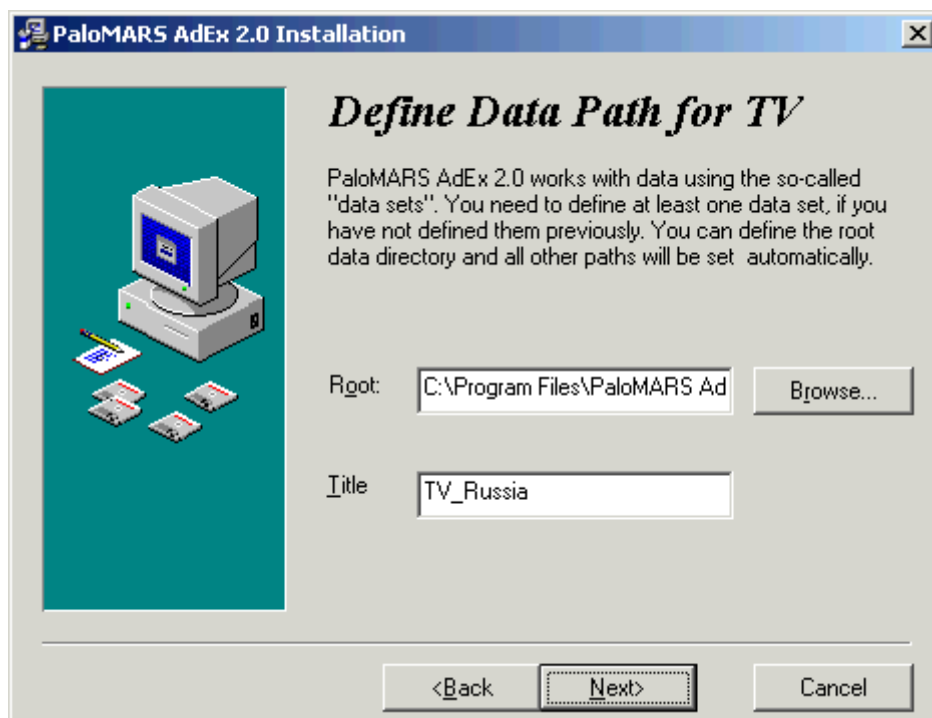 PaloMARS AdEx 2.0 Installation
Define Data Path for TV
PaloMARS AdEx 2.0 works with data using the so-called
"data sets". You need to define at least one data set, if you
have not defined them previously. You can define the root
data directory and all other paths will be set  automatically.
Root: C:\Program Files\PaloMARS Ad Browse...
Title TV_Russia
<Back Next> Cancel